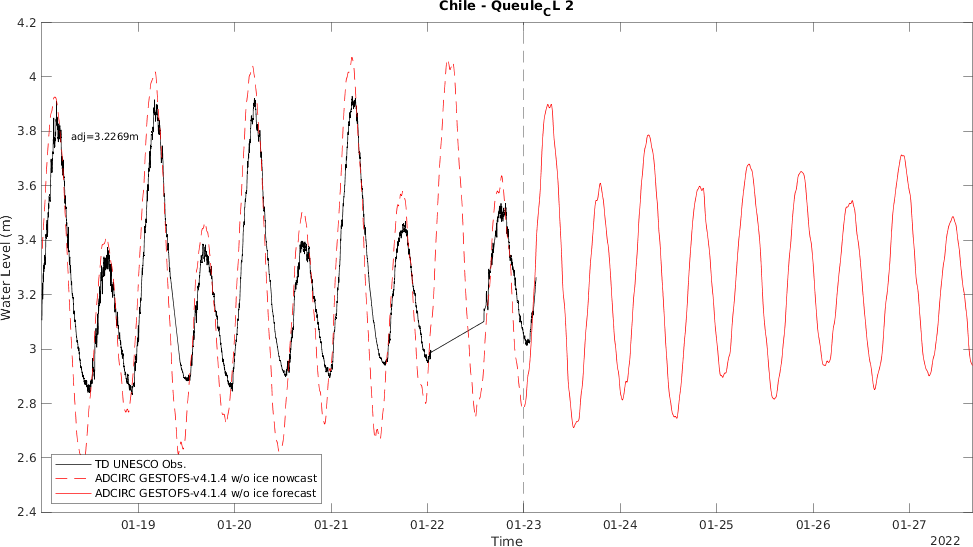 Chile - Queule_CL 2
4.2
4
3.8
3.6
3.4
3.2
3
2.8
2.6
2.4
Water Level (m)
adj=3.2269m
TD UNESCO Obs.
ADCIRC GESTOFS-v4.1.4 w/o ice nowcast
ADCIRC GESTOFS-v4.1.4 w/o ice forecast
01-19 01-20 01-21 01-22 01-23 01-24 01-25 01-26 01-27
Time
2022